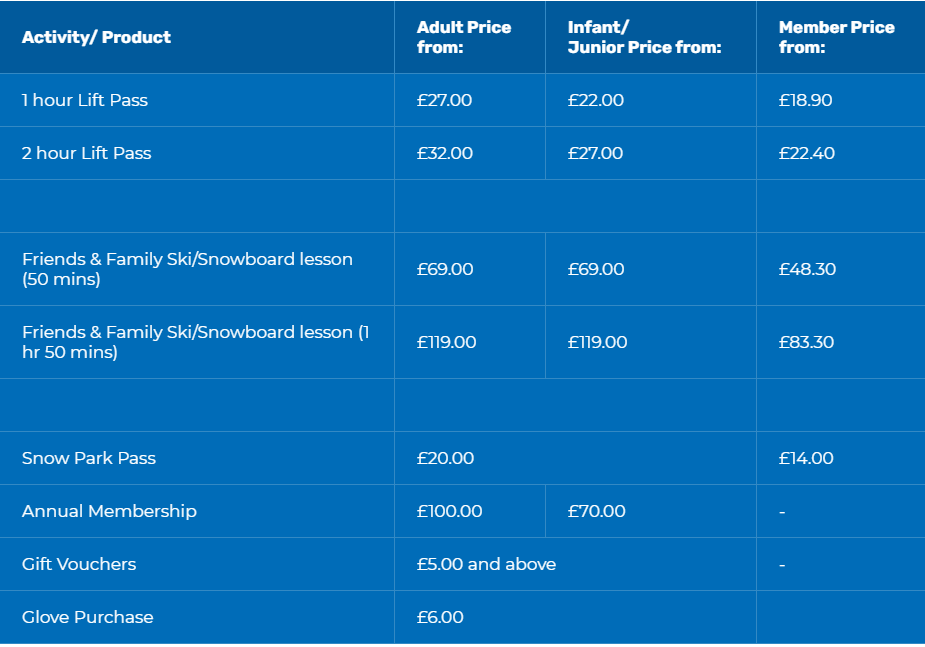 Activity/ Product
Adult Price
from:
Infant/
Junior Price from:
Member Price
from:
1 hour Lift Pass
£27.00
£22.00
£18.90
2 hour Lift Pass
£32.00
£27.00
£22.40
Friends & Family Ski/Snowboard lesson
(50 mins)
£69.00
£69.00
£48.30
Friends & Family Ski/Snowboard lesson (1
hr 50 mins)
£119.00
£119.00
£83.30
Snow Park Pass
£20.00
£14.00
Annual Membership
£100.00
£70.00
-
Gift Vouchers
£5.00 and above
-
Glove Purchase
£6.00